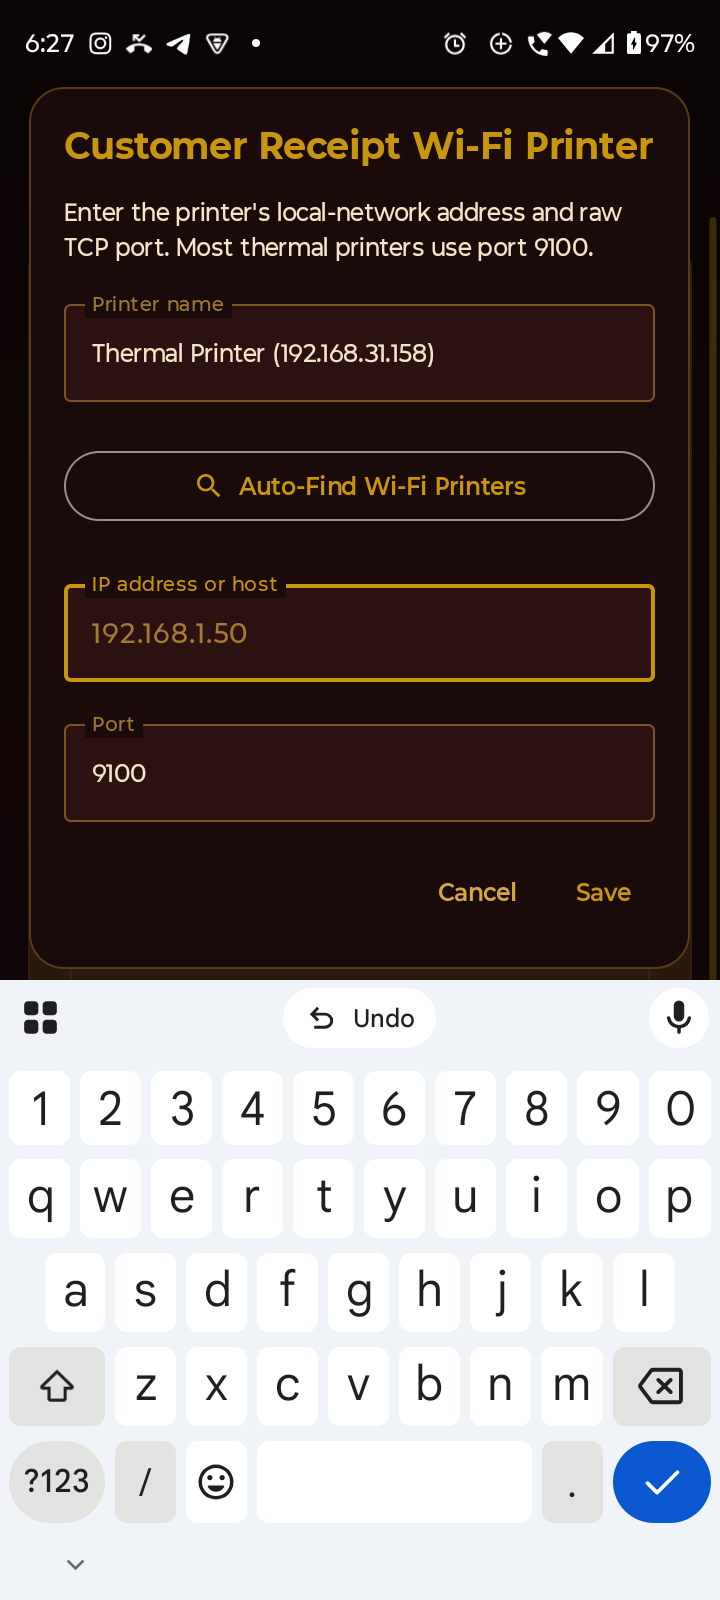 6:27
97%
Customer Receipt Wi-Fi Printer
Enter the printer's local-network address and raw
TCP port. Most thermal printers use port 9100.
Printer name
Thermal Printer (192.168.31.158)
Auto-Find Wi-Fi Printers
IP address or host
192.168.1.50
Port
9100
Cancel Save
Undo
1 2 3 4 5 6 7 8 9 0
q w e r t y u i o p
a s d f g h j k l
z x c v b n m
?123 / .